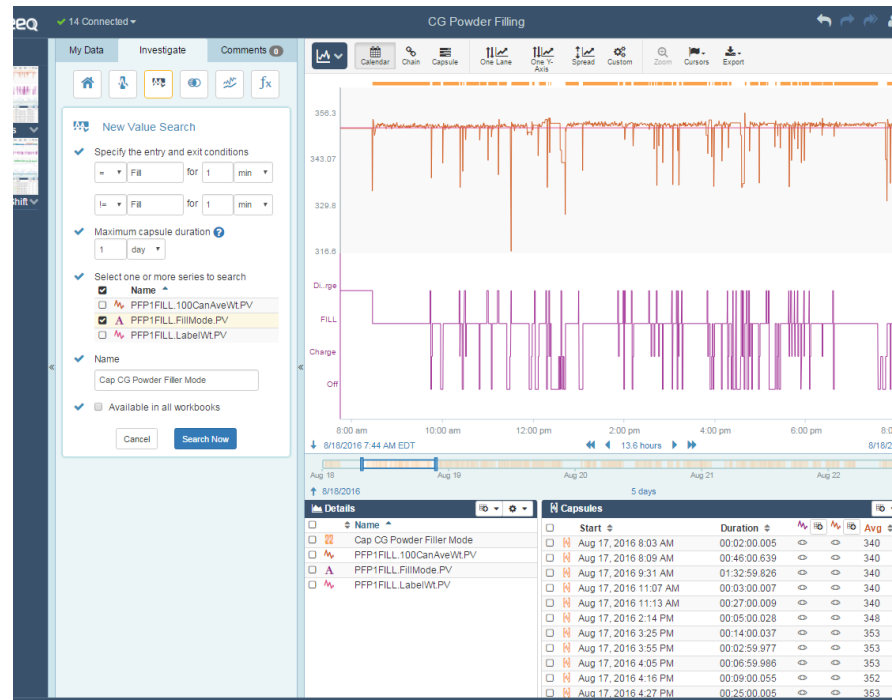 eeq
14 Connected
CG Powder Filling
My Data
Investigate
Comments 0
fx
New Value Search
Specify the entry and exit conditions
= Fill for 1 min
!= Fill for 1 min
Maximum capsule duration ?
1 day
Select one or more series to search
Name
PFP1FILL.100CanAveWt.PV
A PFP1FILL.FillMode.PV
PFP1FILL.LabelWt.PV
Name
Cap CG Powder Filler Mode
Available in all workbooks
Cancel
Search Now
s
hift
Calendar
Chain
Capsule
One Lane
One Y-Axis
Spread
Custom
Zoom
Cursors
Export
356.3
343.07
329.8
316.6
Di..rge
FILL
Charge
Off
8:00 am
10:00 am
12:00 pm
2:00 pm
4:00 pm
6:00 pm
8:0
8/18/2016 7:44 AM EDT
13.6 hours
8/18/2
Aug 18
Aug 19
Aug 20
Aug 21
Aug 22
8/18/2016
5 days
Details
Name
Cap CG Powder Filler Mode
PFP1FILL.100CanAveWt.PV
A PFP1FILL.FillMode.PV
PFP1FILL.LabelWt.PV
Capsules
Start Duration Avg
Aug 17, 2016 8:03 AM 00:02:00.005 340
Aug 17, 2016 8:09 AM 00:46:00.639 340
Aug 17, 2016 9:31 AM 01:32:59.826 340
Aug 17, 2016 11:07 AM 00:03:00.007 340
Aug 17, 2016 11:13 AM 00:27:00.009 340
Aug 17, 2016 2:14 PM 00:05:00.028 348
Aug 17, 2016 3:25 PM 00:14:00.037 353
Aug 17, 2016 3:55 PM 00:02:59.977 353
Aug 17, 2016 4:05 PM 00:06:59.986 353
Aug 17, 2016 4:16 PM 00:09:00.055 352
Aug 17, 2016 4:27 PM 00:25:00.005 353